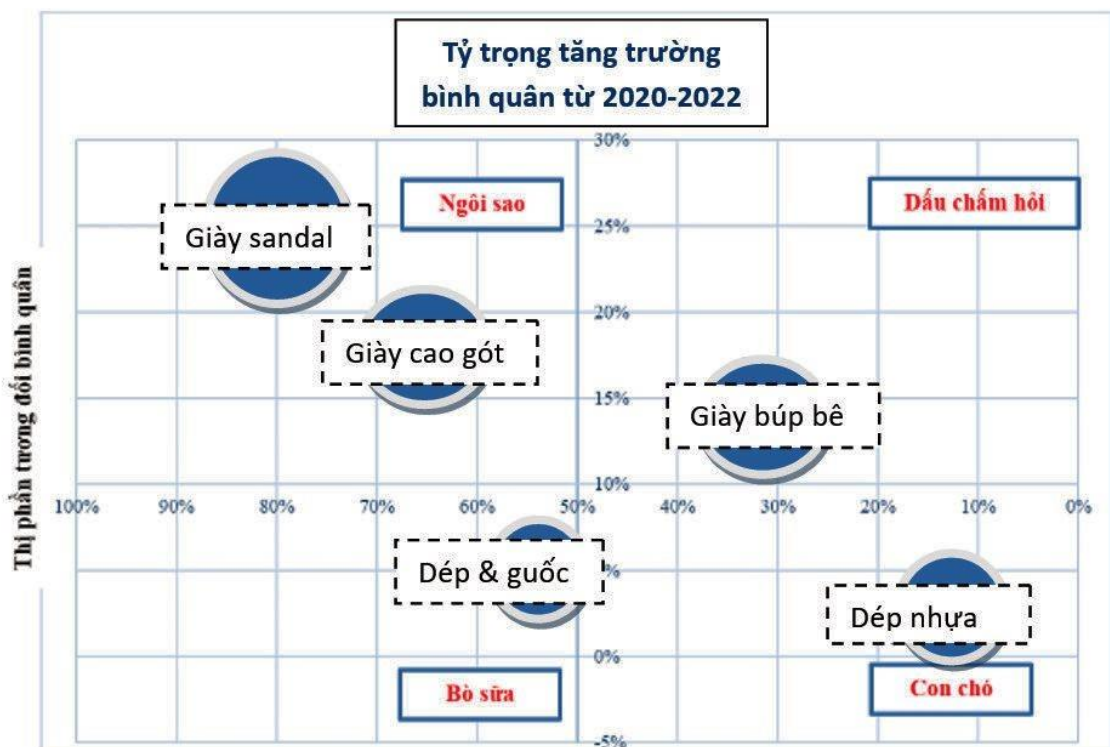 Tỷ trọng tăng trường
bình quân từ 2020-2022
30%
Ngôi sao
Dấu chấm hỏi
25%
Giày sandal
20%
Giày cao gót
15%
Giày búp bê
10%
100% 90% 80% 70% 60% 50% 40% 30% 20% 10% 0%
Dép & guốc
%
Dép nhựa
0%
Bò sữa
Con chó
-5%
Thị phần tương đối bình quân